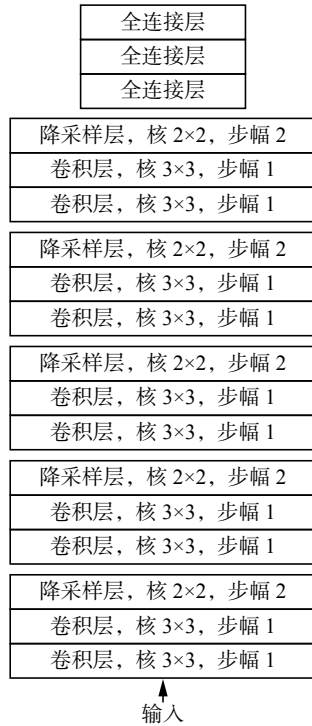 全连接层
全连接层
全连接层
降采样层，核 2×2，步幅 2
卷积层，核 3×3，步幅 1
卷积层，核 3×3，步幅 1
降采样层，核 2×2，步幅 2
卷积层，核 3×3，步幅 1
卷积层，核 3×3，步幅 1
降采样层，核 2×2，步幅 2
卷积层，核 3×3，步幅 1
卷积层，核 3×3，步幅 1
降采样层，核 2×2，步幅 2
卷积层，核 3×3，步幅 1
卷积层，核 3×3，步幅 1
降采样层，核 2×2，步幅 2
卷积层，核 3×3，步幅 1
卷积层，核 3×3，步幅 1
输入